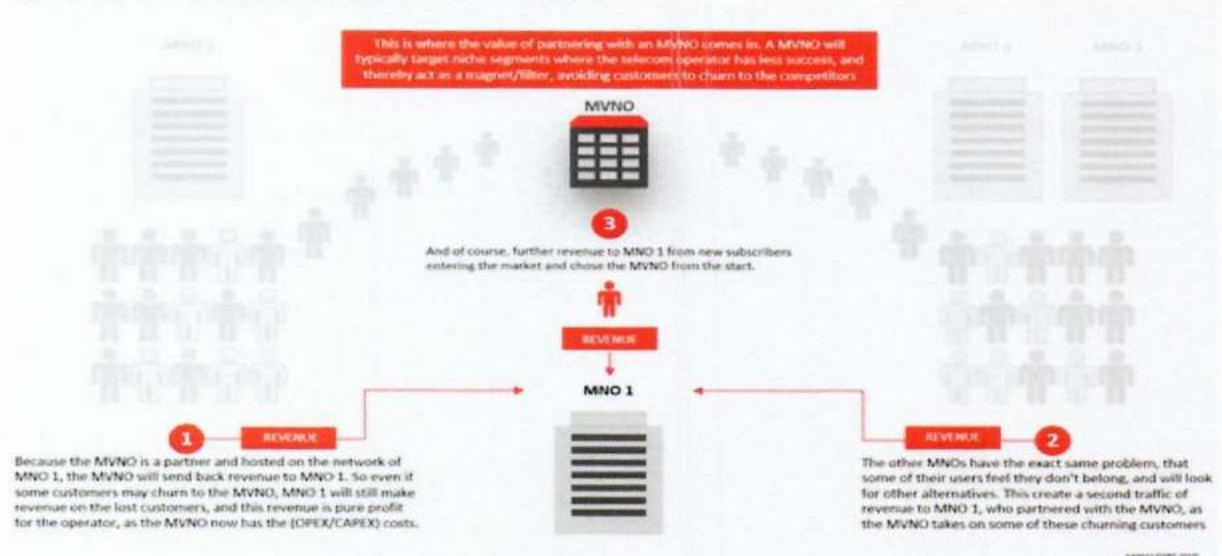 This is where the value of partnering with an MVNO comes in. A MVNO will
typically target niche segments where the telecom operator has less success, and
thereby act as a magnet/filter, avoiding customers to churn to the competitors
MVNO
3
And of course, further revenue to MNO 1 from new subscribers
entering the market and chose the MVNO from the start.
REVENUE
MNO 1
1
REVENUE
Because the MVNO is a partner and hosted on the network of
MNO 1, the MVNO will send back revenue to MNO 1. So even if
some customers may churn to the MVNO, MNO 1 will still make
revenue on the lost customers, and this revenue is pure profit
for the operator, as the MVNO now has the (OPEX/CAPEX) costs.
REVENUE
2
The other MNOs have the exact same problem, that
some of their users feel they don't belong, and will look
for other alternatives. This create a second traffic of
revenue to MNO 1, who partnered with the MVNO, as
the MVNO takes on some of these churning customers